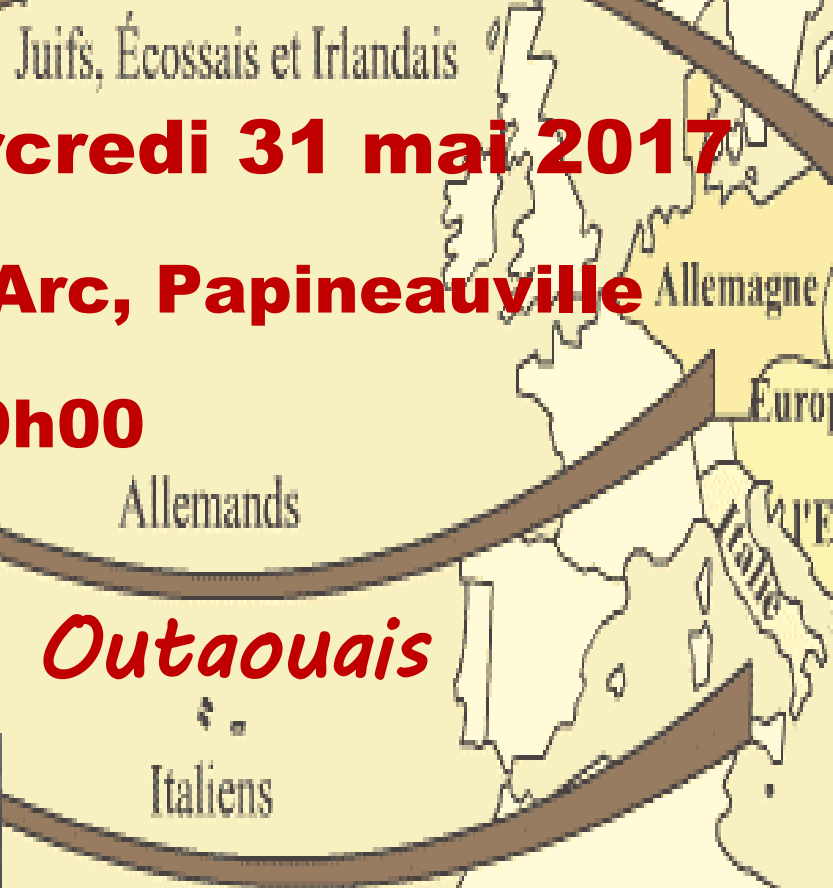 Juifs, Écossais et Irlandais
rcredi 31 mai 2017
Arc, Papineauville
Allemagne
Europ
0h00
Allemands
l'E
Italie
Outaouais
Italiens